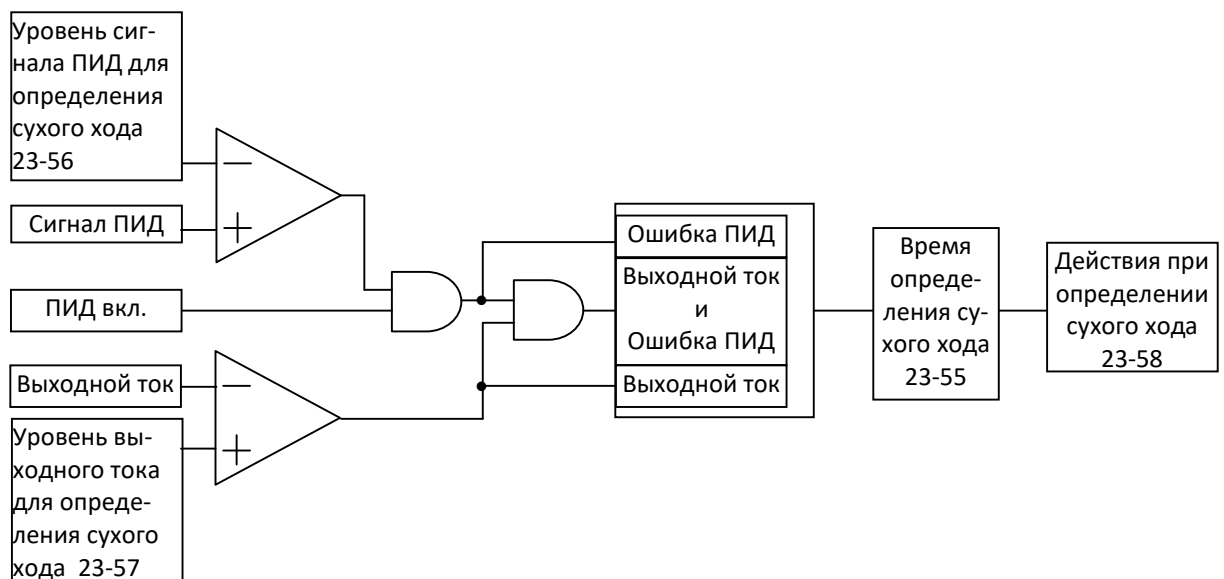 Уровень сиг-
нала ПИД для
определения
сухого хода
23-56
Сигнал ПИД
ПИД вкл.
Выходной ток
Уровень вы-
ходного тока
для опреде-
ления сухого
хода 23-57
Ошибка ПИД
Выходной ток
и
Ошибка ПИД
Выходной ток
Время
опреде-
ления су-
хого хода
23-55
Действия при
определении
сухого хода
23-58